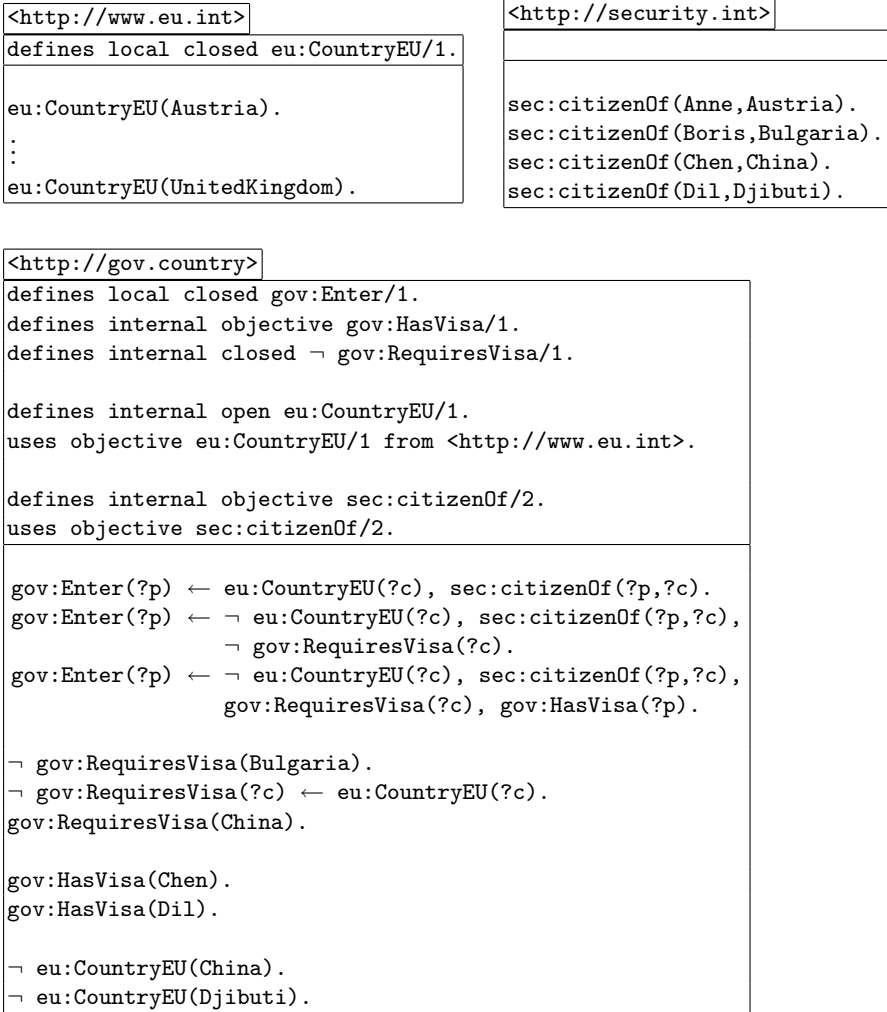 <http://www.eu.int>
defines local closed eu:CountryEU/1.
eu:CountryEU(Austria).
⋮
eu:CountryEU(UnitedKingdom).
<http://security.int>
sec:citizenOf(Anne,Austria).
sec:citizenOf(Boris,Bulgaria).
sec:citizenOf(Chen,China).
sec:citizenOf(Dil,Djibuti).
<http://gov.country>
defines local closed gov:Enter/1.
defines internal objective gov:HasVisa/1.
defines internal closed ¬ gov:RequiresVisa/1.
defines internal open eu:CountryEU/1.
uses objective eu:CountryEU/1 from <http://www.eu.int>.
defines internal objective sec:citizenOf/2.
uses objective sec:citizenOf/2.
gov:Enter(?p) ← eu:CountryEU(?c), sec:citizenOf(?p,?c).
gov:Enter(?p) ← ¬ eu:CountryEU(?c), sec:citizenOf(?p,?c),
¬ gov:RequiresVisa(?c).
gov:Enter(?p) ← ¬ eu:CountryEU(?c), sec:citizenOf(?p,?c),
gov:RequiresVisa(?c), gov:HasVisa(?p).
¬ gov:RequiresVisa(Bulgaria).
¬ gov:RequiresVisa(?c) ← eu:CountryEU(?c).
gov:RequiresVisa(China).
gov:HasVisa(Chen).
gov:HasVisa(Dil).
¬ eu:CountryEU(China).
¬ eu:CountryEU(Djibuti).